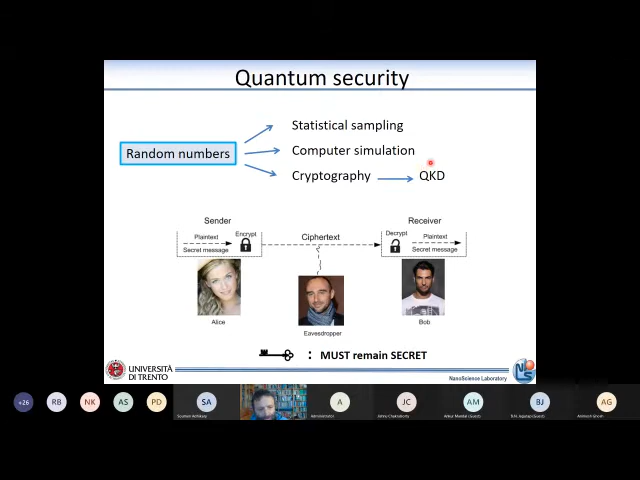 Quantum security
Statistical sampling
Random numbers
Computer simulation
Cryptography
QKD
Sender
Receiver
Plaintext
Encrypt
Ciphertext
Decrypt
Plaintext
Secret message
Secret message
Alice
Eavesdropper
Bob
: MUST remain SECRET
UNIVERSITÀ
DI TRENTO
NanoScience Laboratory
+26
RB
NK
AS
PD
SA
A
JC
AM
BJ
AG
Administrator